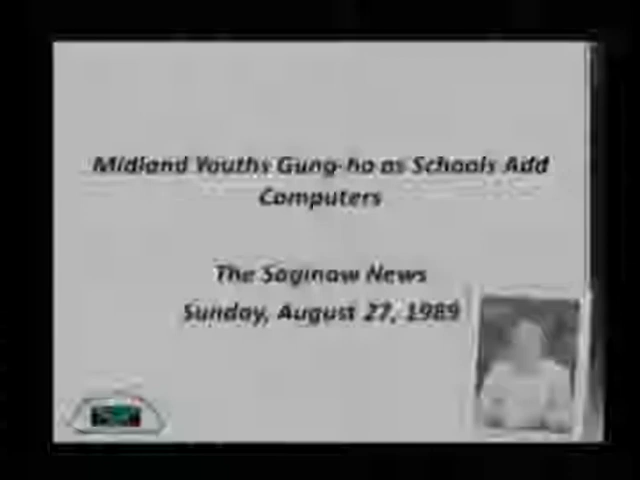 Midland Youths Gung-ho as Schools Add
Computers
The Saginaw News
Sunday, August 27, 1989